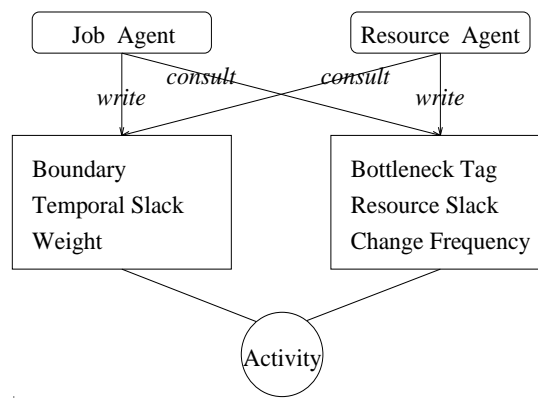 Job Agent
Resource Agent
consult
consult
write
write
Boundary
Temporal Slack
Weight
Bottleneck Tag
Resource Slack
Change Frequency
Activity